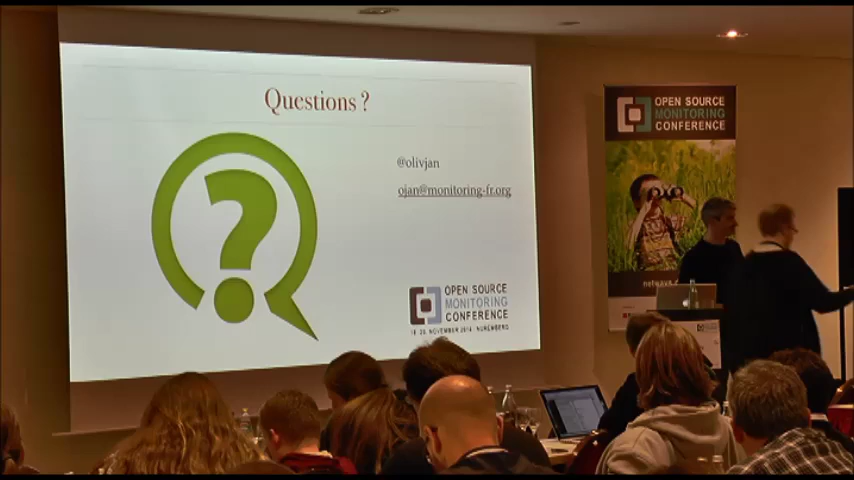 Questions ?
?
@olivjan
ojan@monitoring-fr.org
OPEN SOURCE
MONITORING
CONFERENCE
NOVEMBER 2014 NUREMBERG
OPEN SOURCE
MONITORING
CONFERENCE